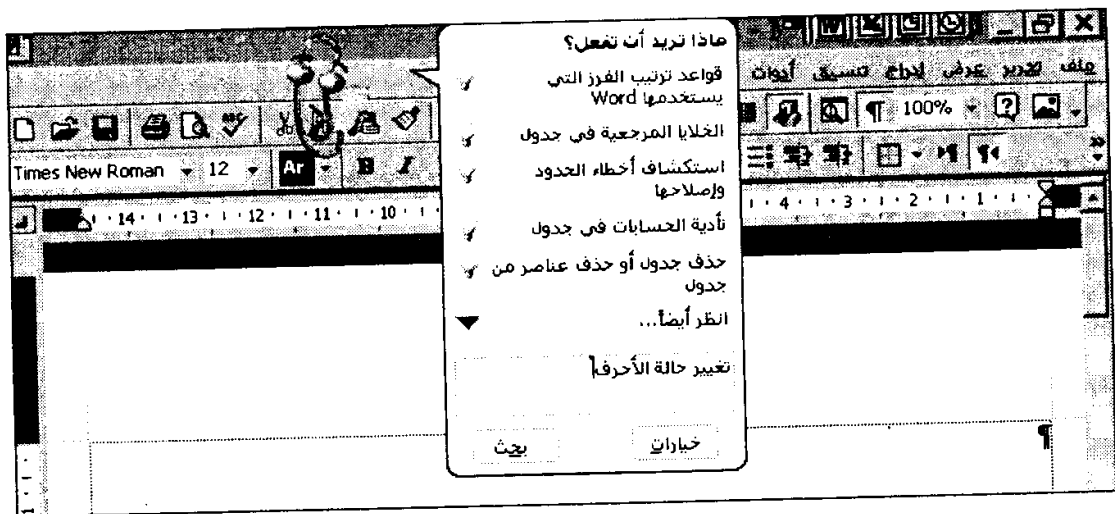 ملف تحرير عرض إدراج تنسيق أدوات
100%
Times New Roman 12 Ar B I
14 13 12 11 10 4 3 2 1
ماذا تريد أن تفعل؟
قواعد ترتيب الفرز التي
يستخدمها Word
الخلايا المرجعية في جدول
استكشاف أخطاء الحدود
وإصلاحها
تأدية الحسابات في جدول
حذف جدول أو حذف عناصر من
جدول
انظر أيضاً...
تغيير حالة الأحرف
خيارات
بحث